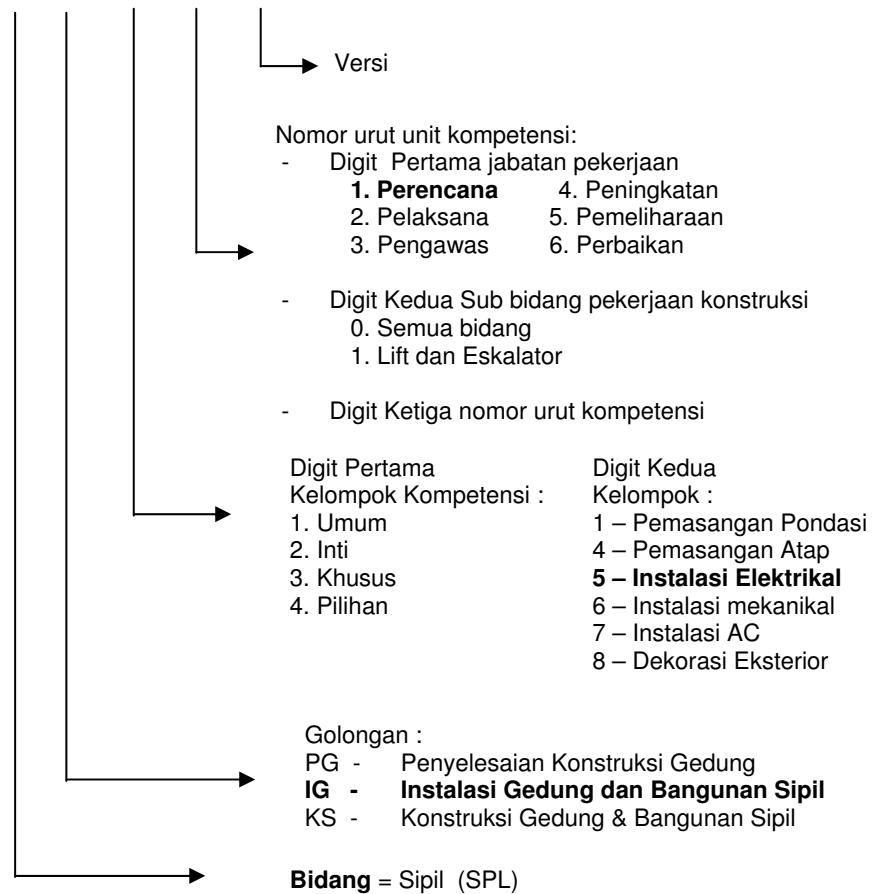 Versi
Nomor urut unit kompetensi:
- Digit Pertama jabatan pekerjaan
1. Perencana 4. Peningkatan
2. Pelaksana 5. Pemeliharaan
3. Pengawas 6. Perbaikan
- Digit Kedua Sub bidang pekerjaan konstruksi
0. Semua bidang
1. Lift dan Eskalator
- Digit Ketiga nomor urut kompetensi
Digit Pertama Digit Kedua
Kelompok Kompetensi : Kelompok :
1. Umum 1 – Pemasangan Pondasi
2. Inti 4 – Pemasangan Atap
3. Khusus 5 – Instalasi Elektrikal
4. Pilihan 6 – Instalasi mekanikal
7 – Instalasi AC
8 – Dekorasi Eksterior
Golongan :
PG - Penyelesaian Konstruksi Gedung
IG - Instalasi Gedung dan Bangunan Sipil
KS - Konstruksi Gedung & Bangunan Sipil
Bidang = Sipil (SPL)